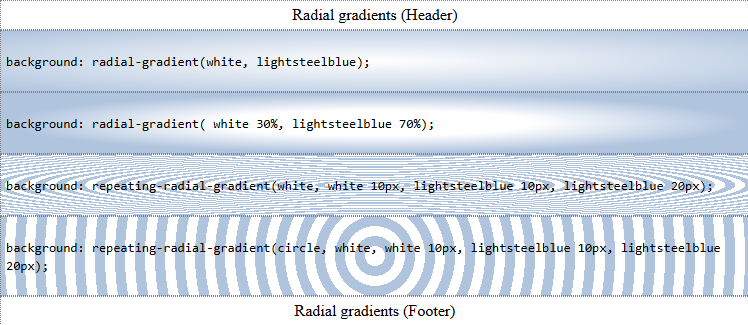 Radial gradients (Header)
background: radial-gradient(white, lightsteelblue);
background: radial-gradient( white 30%, lightsteelblue 70%);
background: repeating-radial-gradient(white, white 10px, lightsteelblue 10px, lightsteelblue 20px);
background: repeating-radial-gradient(circle, white, white 10px, lightsteelblue 10px, lightsteelblue
20px);
Radial gradients (Footer)